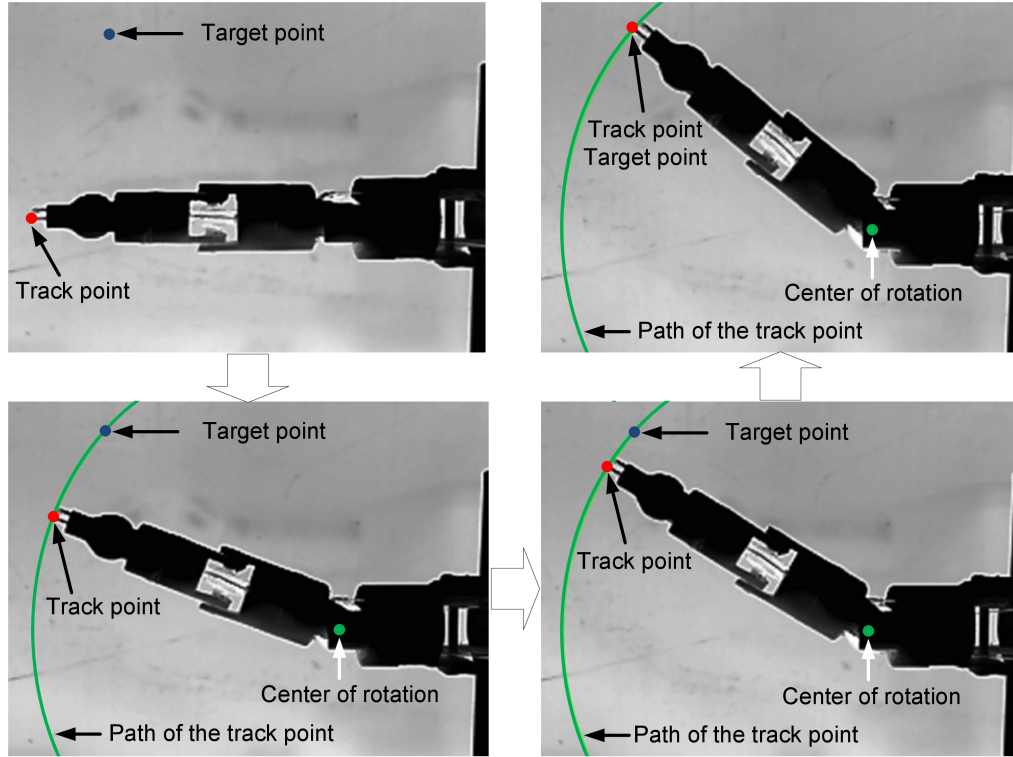 Target point
Track point
Track point
Target point
Center of rotation
Path of the track point
Target point
Track point
Center of rotation
Path of the track point
Target point
Track point
Center of rotation
Path of the track point